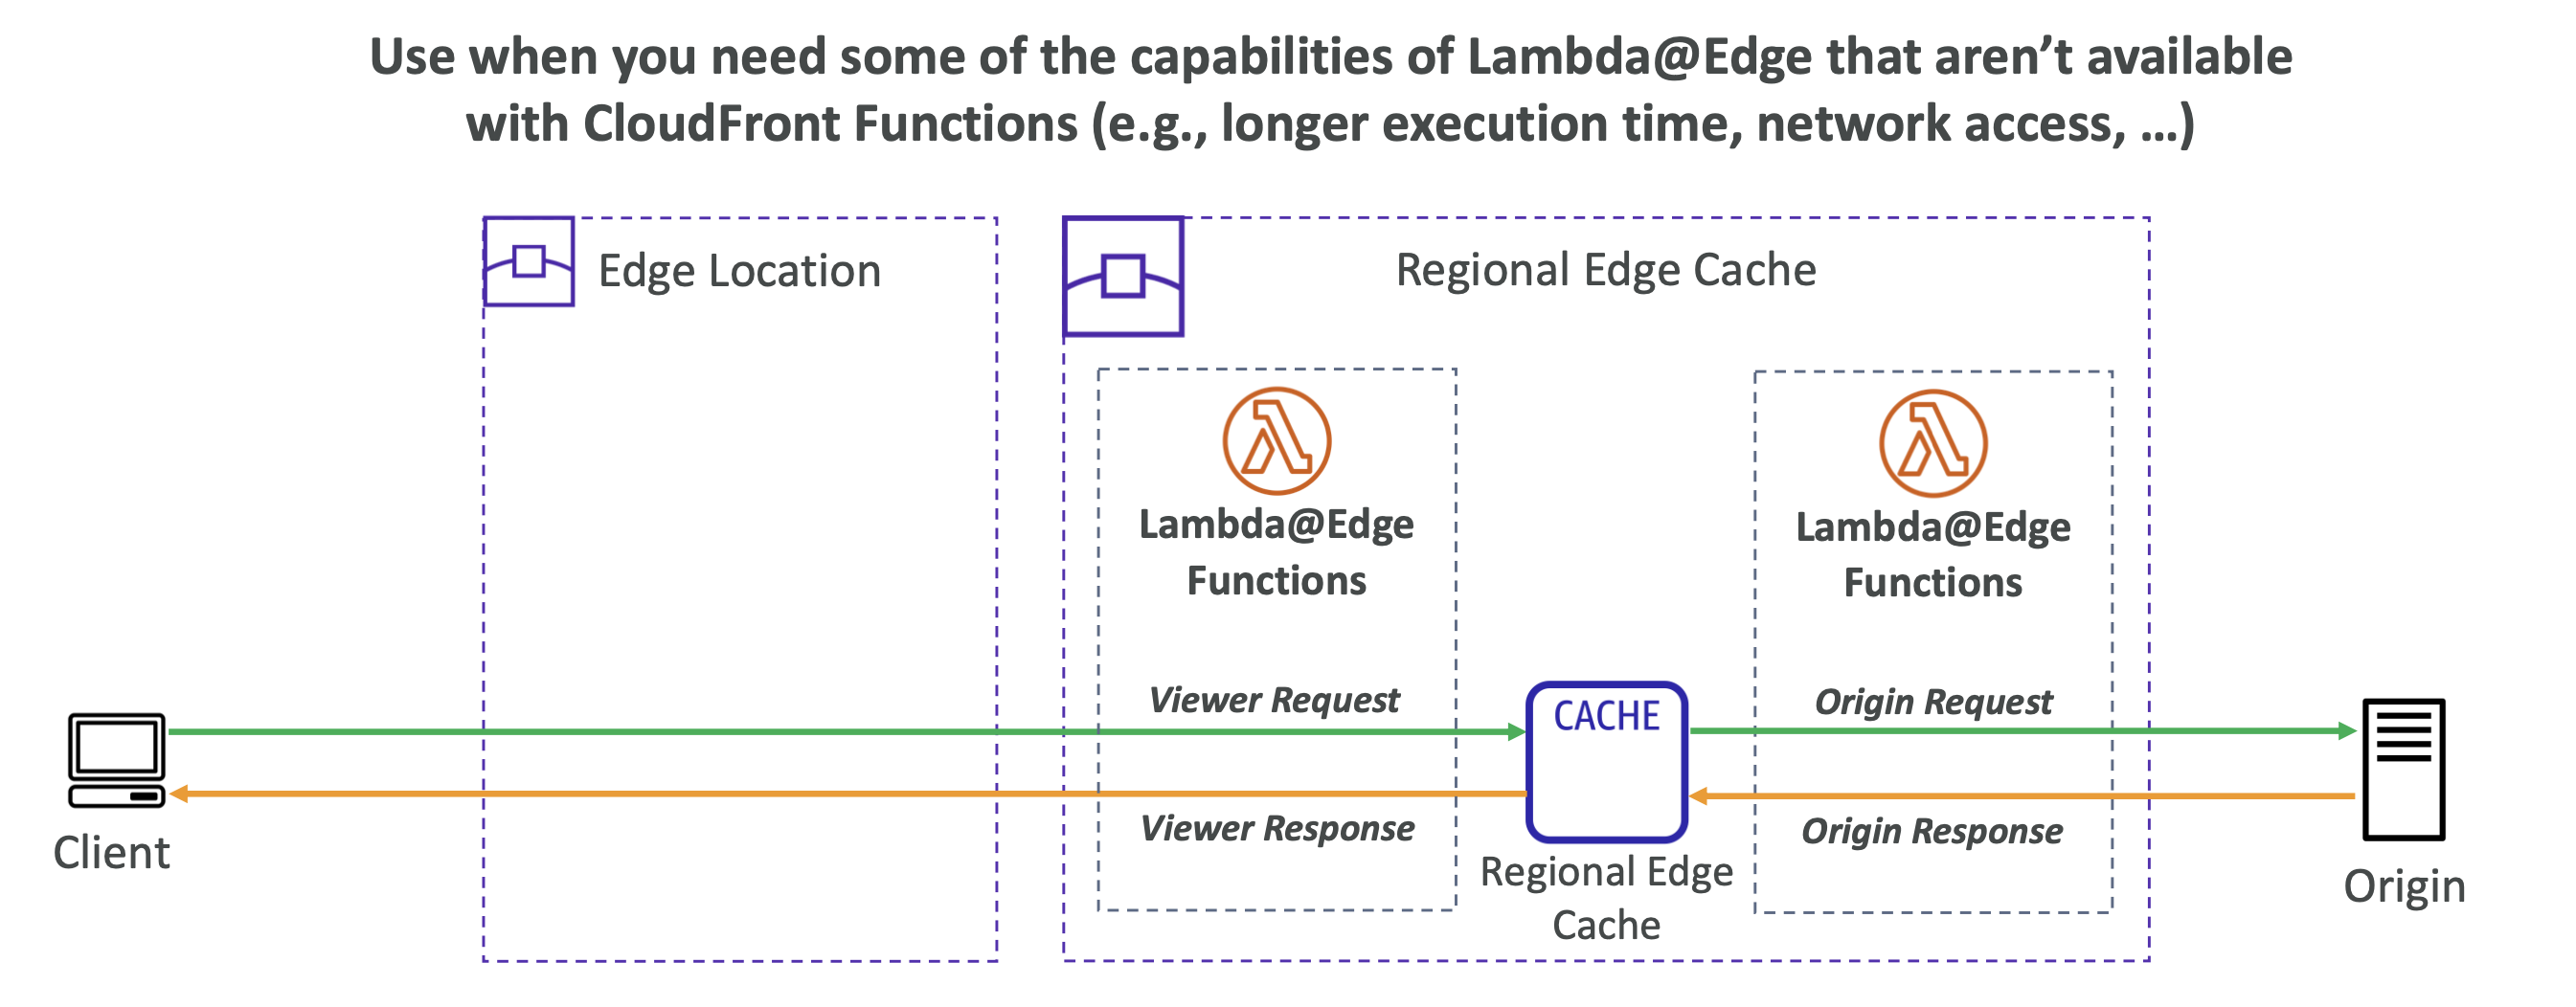 Use when you need some of the capabilities of Lambda@Edge that aren’t available
with CloudFront Functions (e.g., longer execution time, network access, …)
Edge Location
Regional Edge Cache
Lambda@Edge
Functions
Lambda@Edge
Functions
Viewer Request
Origin Request
CACHE
Viewer Response
Origin Response
Client
Regional Edge
Cache
Origin